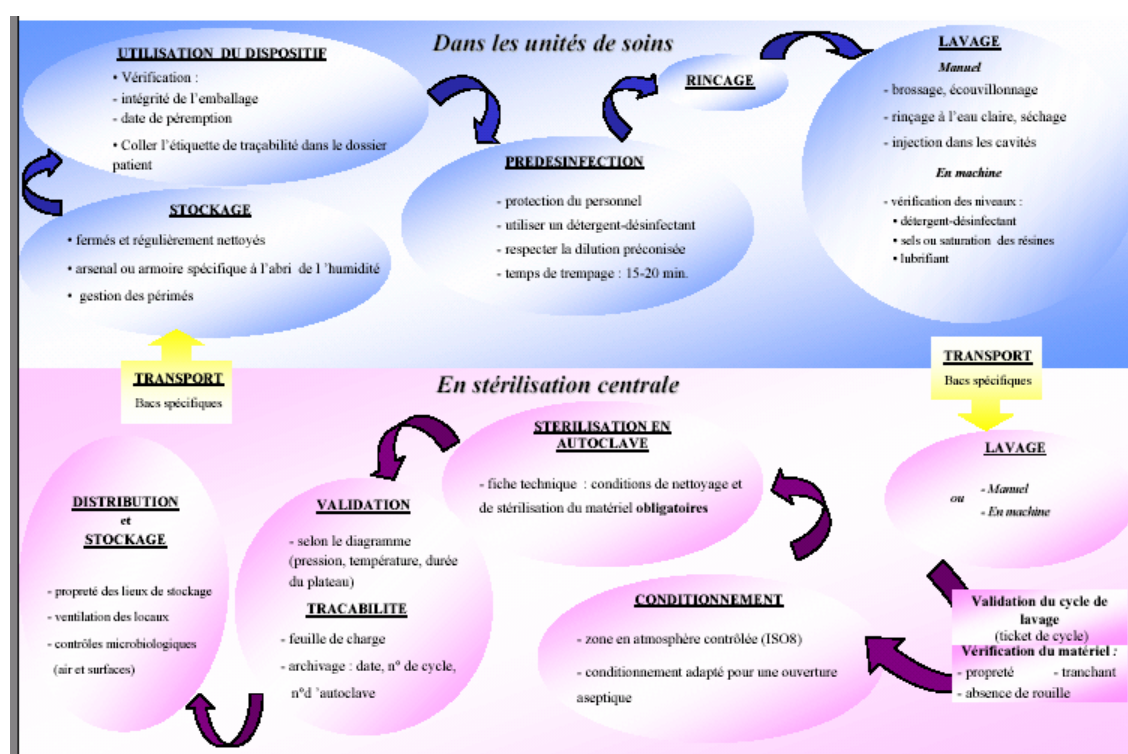 Dans les unités de soins
UTILISATION DU DISPOSITIF
• Vérification :
- intégrité de l'emballage
- date de péremption
• Coller l'étiquette de traçabilité dans le dossier
patient
STOCKAGE
• fermés et régulièrement nettoyés
• arsenal ou armoire spécifique à l'abri de l 'humidité
• gestion des périmés
PREDESINFECTION
- protection du personnel
- utiliser un détergent-désinfectant
- respecter la dilution préconisée
- temps de trempage : 15-20 min.
RINCAGE
LAVAGE
Manuel
- brossage, écouvillonnage
- rinçage à l'eau claire, séchage
- injection dans les cavités
En machine
- vérification des niveaux :
• détergent-désinfectant
• sels ou saturation des résines
• lubrifiant
TRANSPORT
Bacs spécifiques
TRANSPORT
Bacs spécifiques
En stérilisation centrale
LAVAGE
ou - Manuel
- En machine
Validation du cycle de
lavage
(ticket de cycle)
Vérification du matériel :
- propreté - tranchant
- absence de rouille
CONDITIONNEMENT
- zone en atmosphère contrôlée (ISO8)
- conditionnement adapté pour une ouverture
aseptique
STERILISATION EN
AUTOCLAVE
- fiche technique : conditions de nettoyage et
de stérilisation du matériel obligatoires
VALIDATION
- selon le diagramme
(pression, température, durée
du plateau)
TRACABILITE
- feuille de charge
- archivage : date, n° de cycle,
n°d 'autoclave
DISTRIBUTION
et
STOCKAGE
- propreté des lieux de stockage
- ventilation des locaux
- contrôles microbiologiques
(air et surfaces)